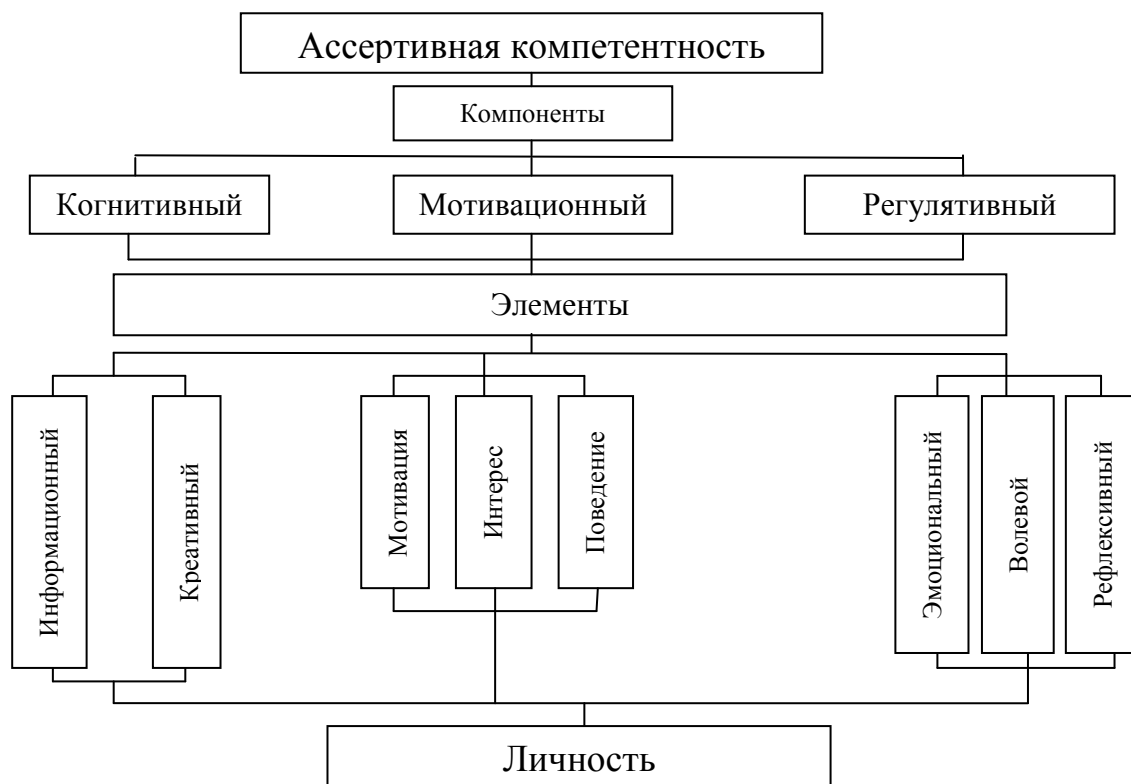 Ассертивная компетентность
Компоненты
Когнитивный
Мотивационный
Регулятивный
Элементы
Информационный
Креативный
Мотивация
Интерес
Поведение
Эмоциональный
Волевой
Рефлексивный
Личность